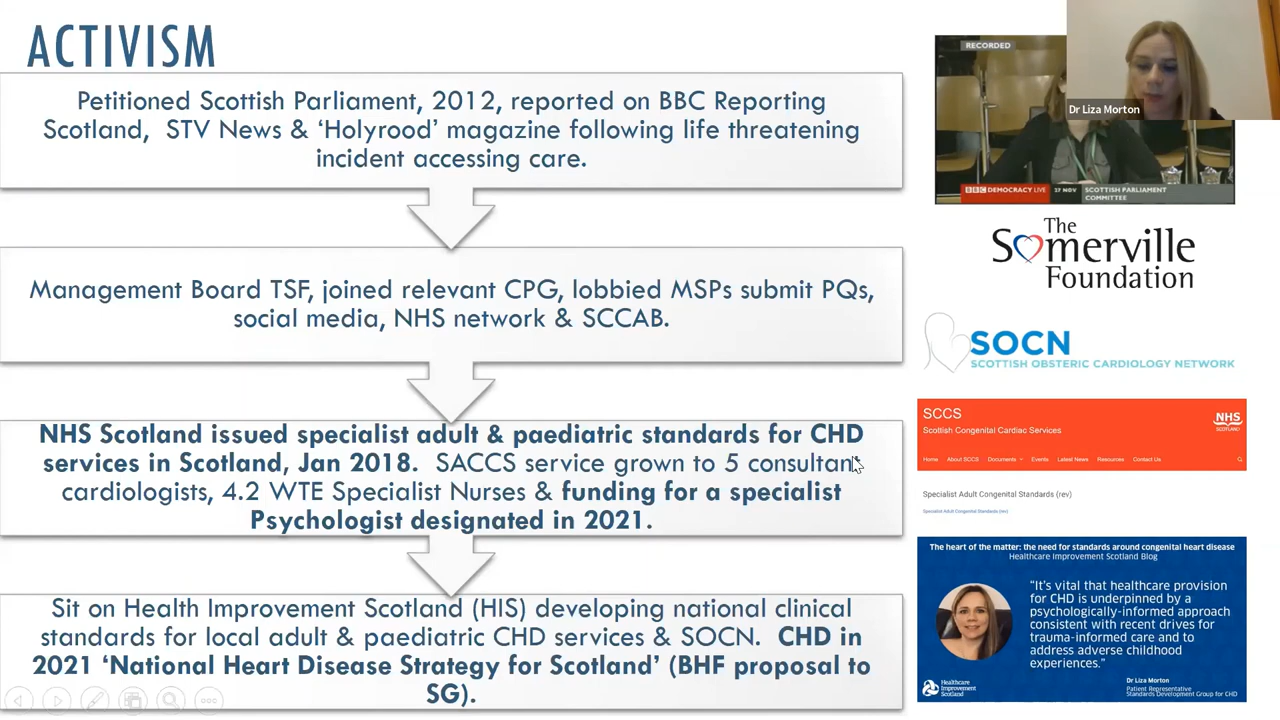 ACTIVISM
Petitioned Scottish Parliament, 2012, reported on BBC Reporting
Scotland, STV News & ‘Holyrood’ magazine following life threatening
incident accessing care.
Management Board TSF, joined relevant CPG, lobbied MSPs submit PQs,
social media, NHS network & SCCAB.
NHS Scotland issued specialist adult & paediatric standards for CHD
services in Scotland, Jan 2018. SACCS service grown to 5 consultant
cardiologists, 4.2 WTE Specialist Nurses & funding for a specialist
Psychologist designated in 2021.
Sit on Health Improvement Scotland (HIS) developing national clinical
standards for local adult & paediatric CHD services & SOCN. CHD in
2021 ‘National Heart Disease Strategy for Scotland’ (BHF proposal to
SG).
RECORDED
Dr Liza Morton
BBC DEMOCRACY LIVE 27 NOV SCOTTISH PARLIAMENT
COMMITTEE
The
Somerville
Foundation
SOCN
SCOTTISH OBSTERIC CARDIOLOGY NETWORK
SCCS
Scottish Congenital Cardiac Services
NHS
SCOTLAND
Home About SCCS Documents Events Latest News Resources Contact Us
Specialist Adult Congenital Standards (rev)
Specialist Adult Congenital Standards (rev)
The heart of the matter: the need for standards around congenital heart disease
Healthcare Improvement Scotland Blog
“It's vital that healthcare provision
for CHD is underpinned by a
psychologically-informed approach
consistent with recent drives for
trauma-informed care and to
address adverse childhood
experiences.”
Dr Liza Morton
Patient Representative
Standards Development Group for CHD
Healthcare
Improvement
Scotland